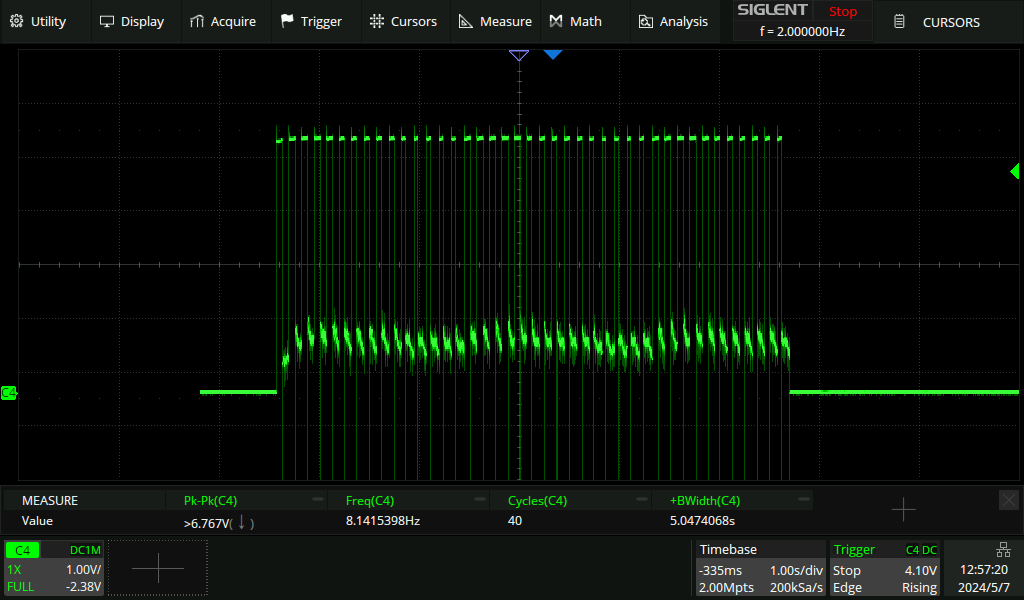 Utility Display Acquire Trigger Cursors Measure Math Analysis SIGLENT Stop CURSORS
f = 2.000000Hz
C4
MEASURE Pk-Pk(C4) Freq(C4) Cycles(C4) +BWidth(C4)
Value >6.767V(↓) 8.1415398Hz 40 5.0474068s
C4 DC1M Timebase Trigger C4 DC
1X 1.00V/ -335ms 1.00s/div Stop 4.10V 12:57:20
FULL -2.38V 2.00Mpts 200kSa/s Edge Rising 2024/5/7